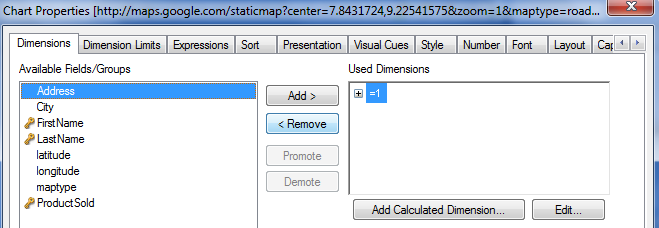 Chart Properties [http://maps.google.com/staticmap?center=7.8431724,9.22541575&zoom=1&maptype=road...
Dimensions Dimension Limits Expressions Sort Presentation Visual Cues Style Number Font Layout Cap
Available Fields/Groups Used Dimensions
Address
City
FirstName
LastName
latitude
longitude
maptype
ProductSold
Add >
< Remove
Promote
Demote
=1
Add Calculated Dimension... Edit...